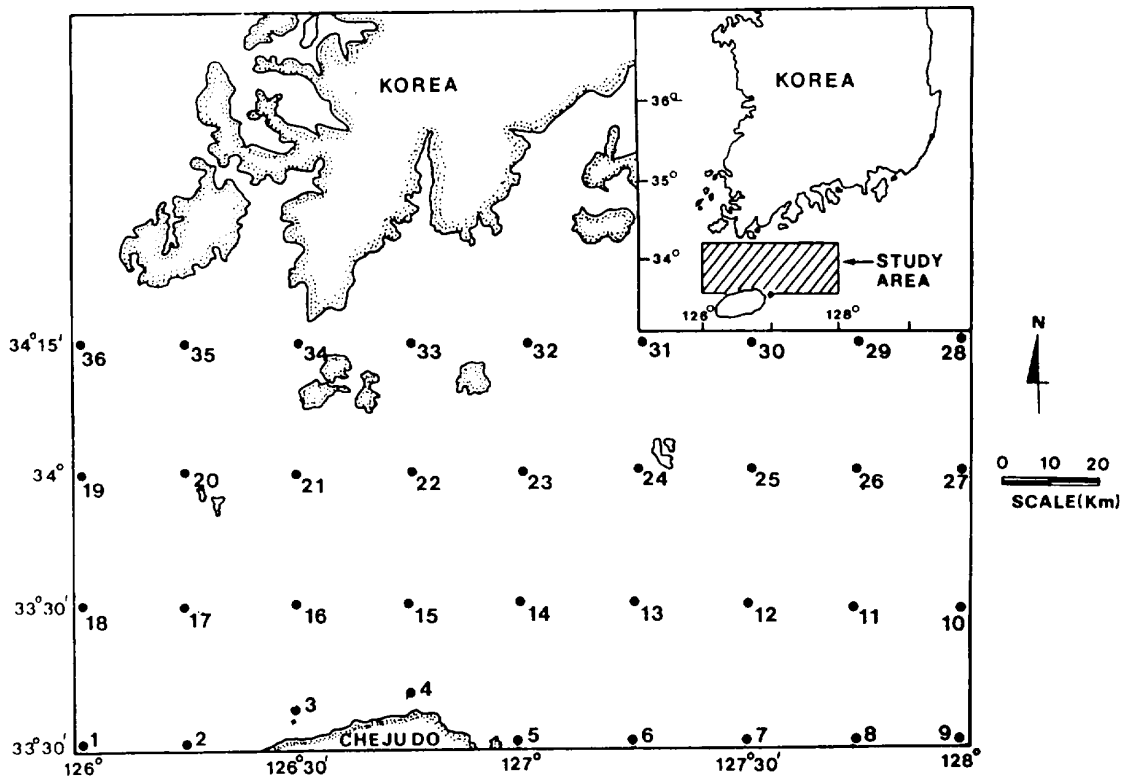 KOREA
KOREA
36°
35°
34°
STUDY
AREA
126°
128°
N
0 10 20
SCALE(Km)
34°15'
36 35 34 33 32 31 30 29 28
34°
19 20 21 22 23 24 25 26 27
33°30'
18 17 16 15 14 13 12 11 10
3 4
33°30'
1 2 CHEJU DO 5 6 7 8 9
126° 126°30' 127° 127°30' 128°